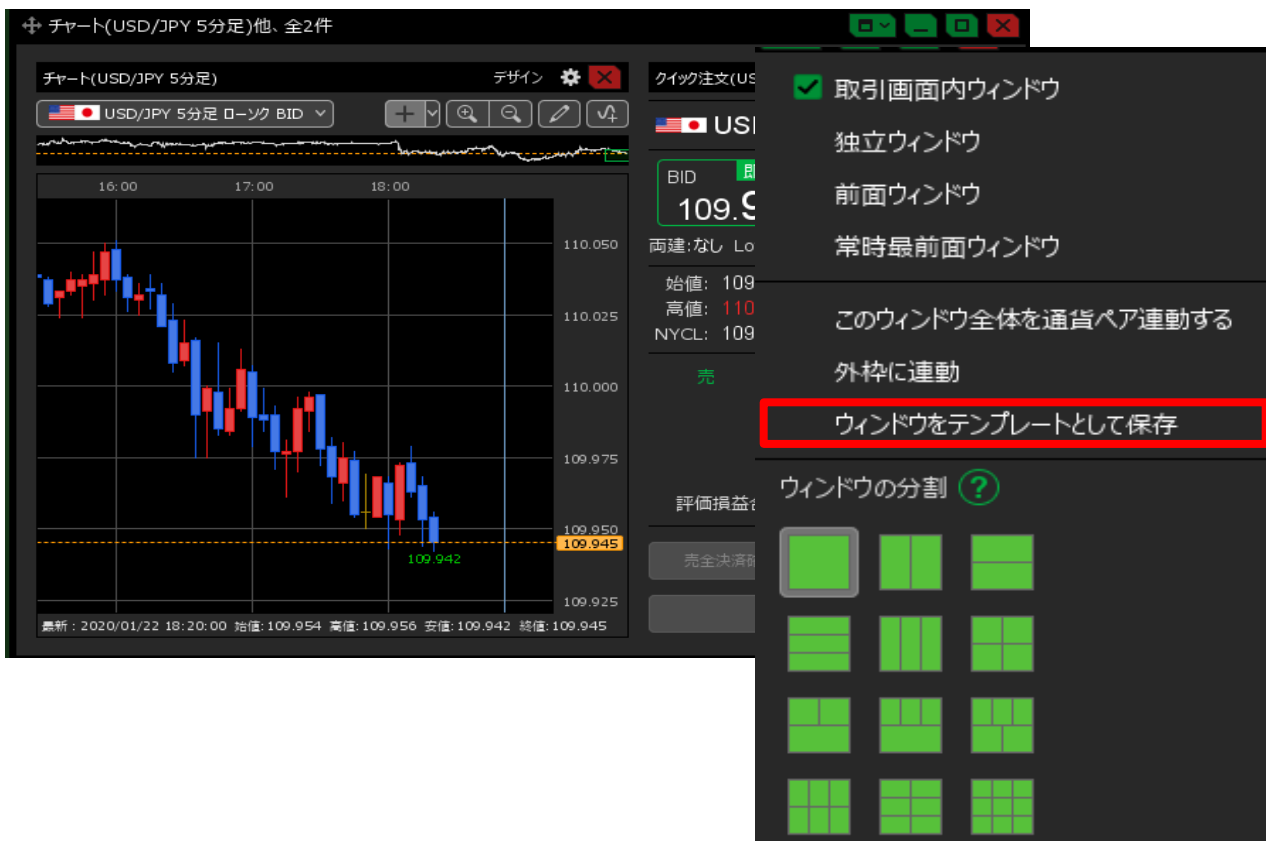 チャート(USD/JPY 5分足)他、全2件
チャート(USD/JPY 5分足)
デザイン
USD/JPY 5分足 ローソク BID
16:00 17:00 18:00
110.050
110.025
110.000
109.975
109.950
109.945
109.942
109.925
最新 : 2020/01/22 18:20:00 始値:109.954 高値:109.956 安値:109.942 終値:109.945
クイック注文(US
BID
109.
両建:なし Lo
始値: 109
高値: 110
NYCL: 109
売
評価損益
売全決済
取引画面内ウィンドウ
独立ウィンドウ
前面ウィンドウ
常時最前面ウィンドウ
このウィンドウ全体を通貨ペア連動する
外枠に連動
ウィンドウをテンプレートとして保存
ウィンドウの分割 ?